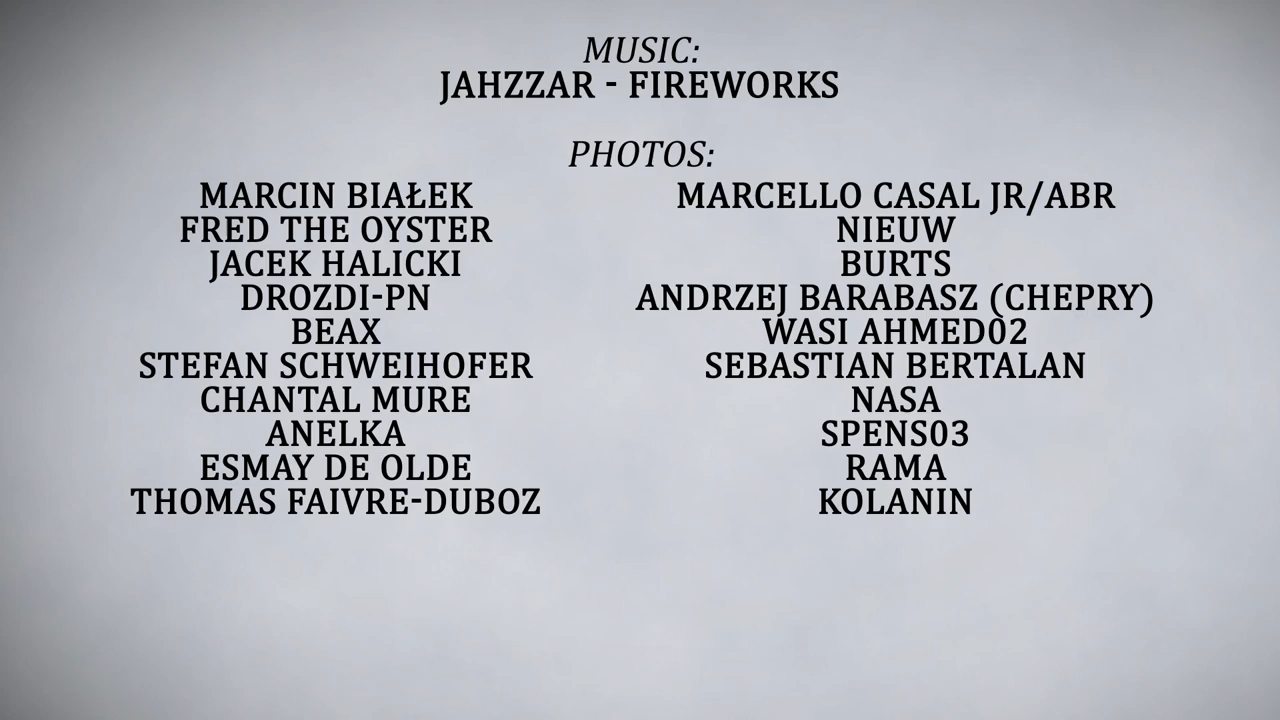 MUSIC:
JAHZZAR - FIREWORKS
PHOTOS:
MARCIN BIAŁEK
FRED THE OYSTER
JACEK HALICKI
DROZDI-PN
BEAX
STEFAN SCHWEIHOFER
CHANTAL MURE
ANELKA
ESMAY DE OLDE
THOMAS FAIVRE-DUBOZ
MARCELLO CASAL JR/ABR
NIEUW
BURTS
ANDRZEJ BARABASZ (CHEPRY)
WASI AHMED02
SEBASTIAN BERTALAN
NASA
SPENS03
RAMA
KOLANIN